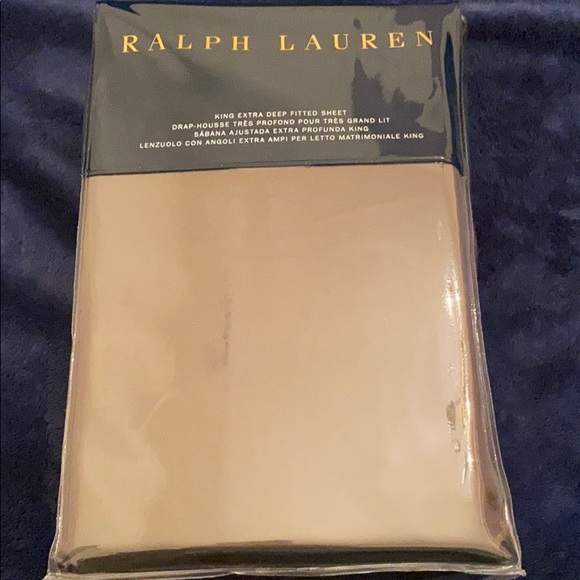 RALPH LAUREN
KING EXTRA DEEP FITTED SHEET
DRAP-HOUSSE TRÈS PROFOND POUR TRÈS GRAND LIT
SÁBANA AJUSTADA EXTRA PROFUNDA KING
LENZUOLO CON ANGOLI EXTRA AMPI PER LETTO MATRIMONIALE KING